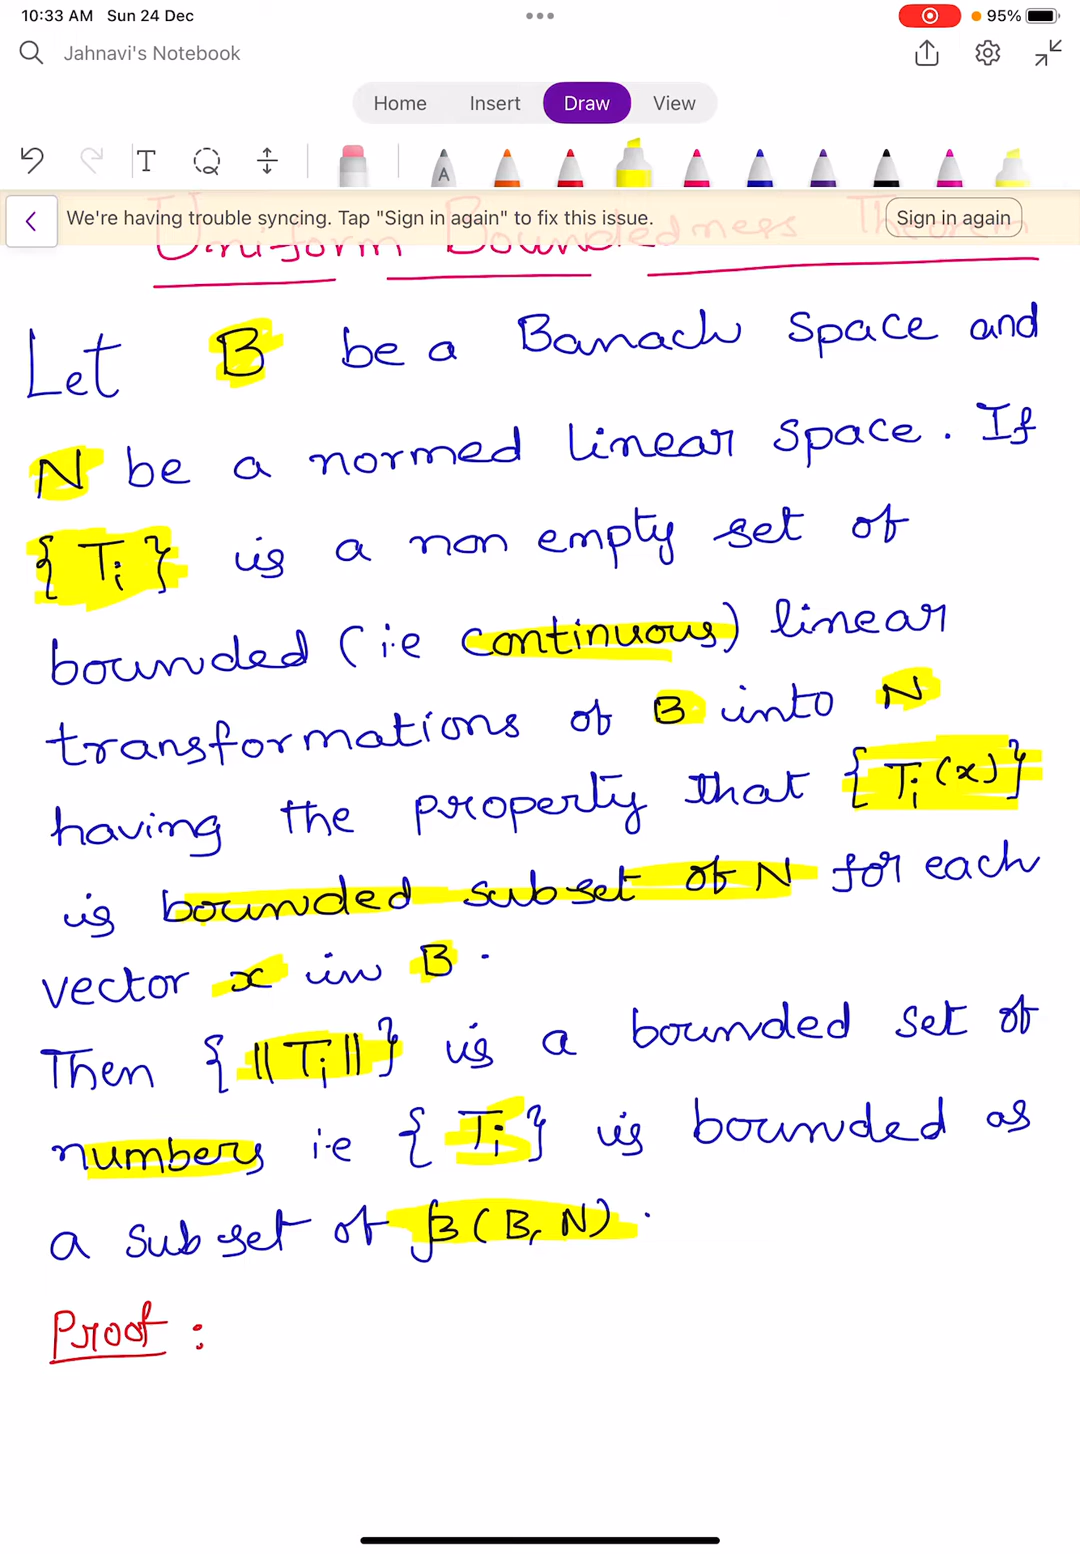 10:33 AM Sun 24 Dec 95%
Jahnavi's Notebook
Home Insert Draw View
T A
We're having trouble syncing. Tap "Sign in again" to fix this issue. Sign in again
Uniform Boundedness Theorem
Let B be a Banach space and
N be a normed linear space. If
{ Ti } is a non empty set of
bounded (i.e continuous) linear
transformations of B into N
having the property that { Ti (x) }
is bounded subset of N for each
vector x in B.
Then { || Ti || } is a bounded set of
numbers i.e { Ti } is bounded as
a subset of β(B, N).
Proof :